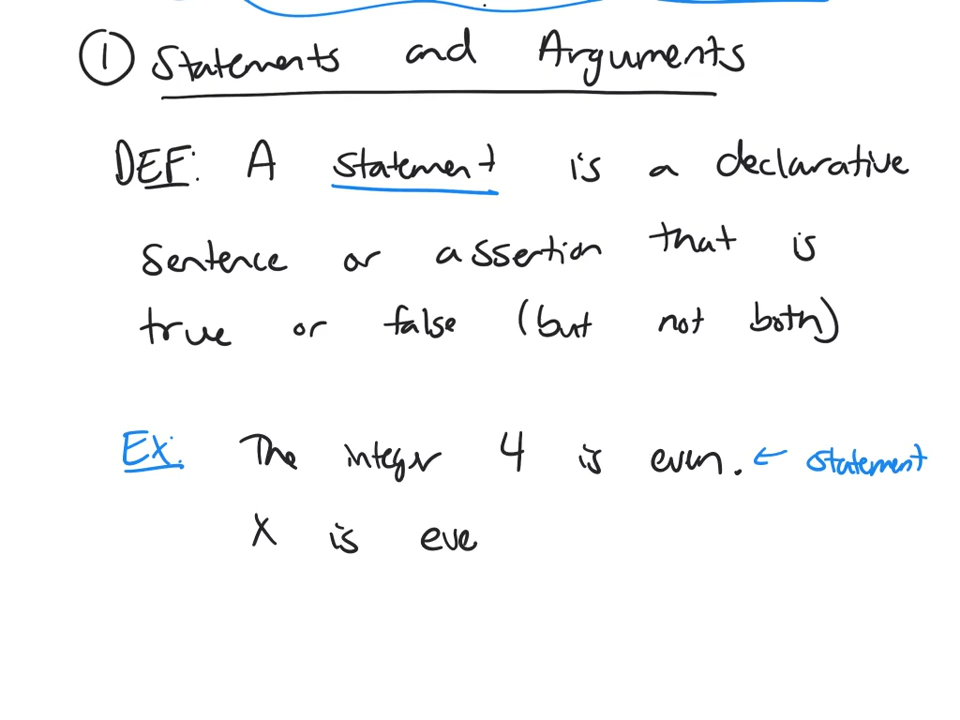 ① Statements and Arguments
DEF: A statement is a declarative
sentence or assertion that is
true or false (but not both)
Ex: The integer 4 is even. ← statement
X is eve